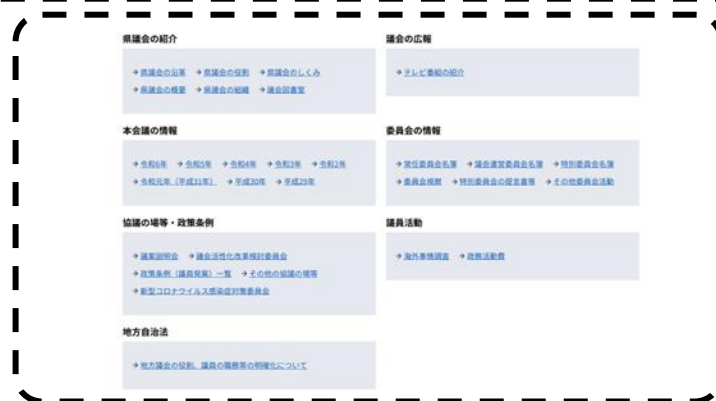 県議会の紹介
→県議会の沿革 →県議会の役割 →県議会のしくみ
→県議会の概要 →県議会の組織 →議会図書室
議会の広報
→テレビ番組の紹介
本会議の情報
→令和6年 →令和5年 →令和4年 →令和3年 →令和2年
→令和元年（平成31年） →平成30年 →平成29年
委員会の情報
→常任委員会名簿 →議会運営委員会名簿 →特別委員会名簿
→委員会視察 →特別委員会の提言書等 →その他委員会活動
協議の場等・政策条例
→議案説明会 →議会活性化改革検討委員会
→政策条例（議員発案）一覧 →その他の協議の場等
→新型コロナウイルス感染症対策委員会
議員活動
→海外事情調査 →政務活動費
地方自治法
→地方議会の役割、議員の職務等の明確化について